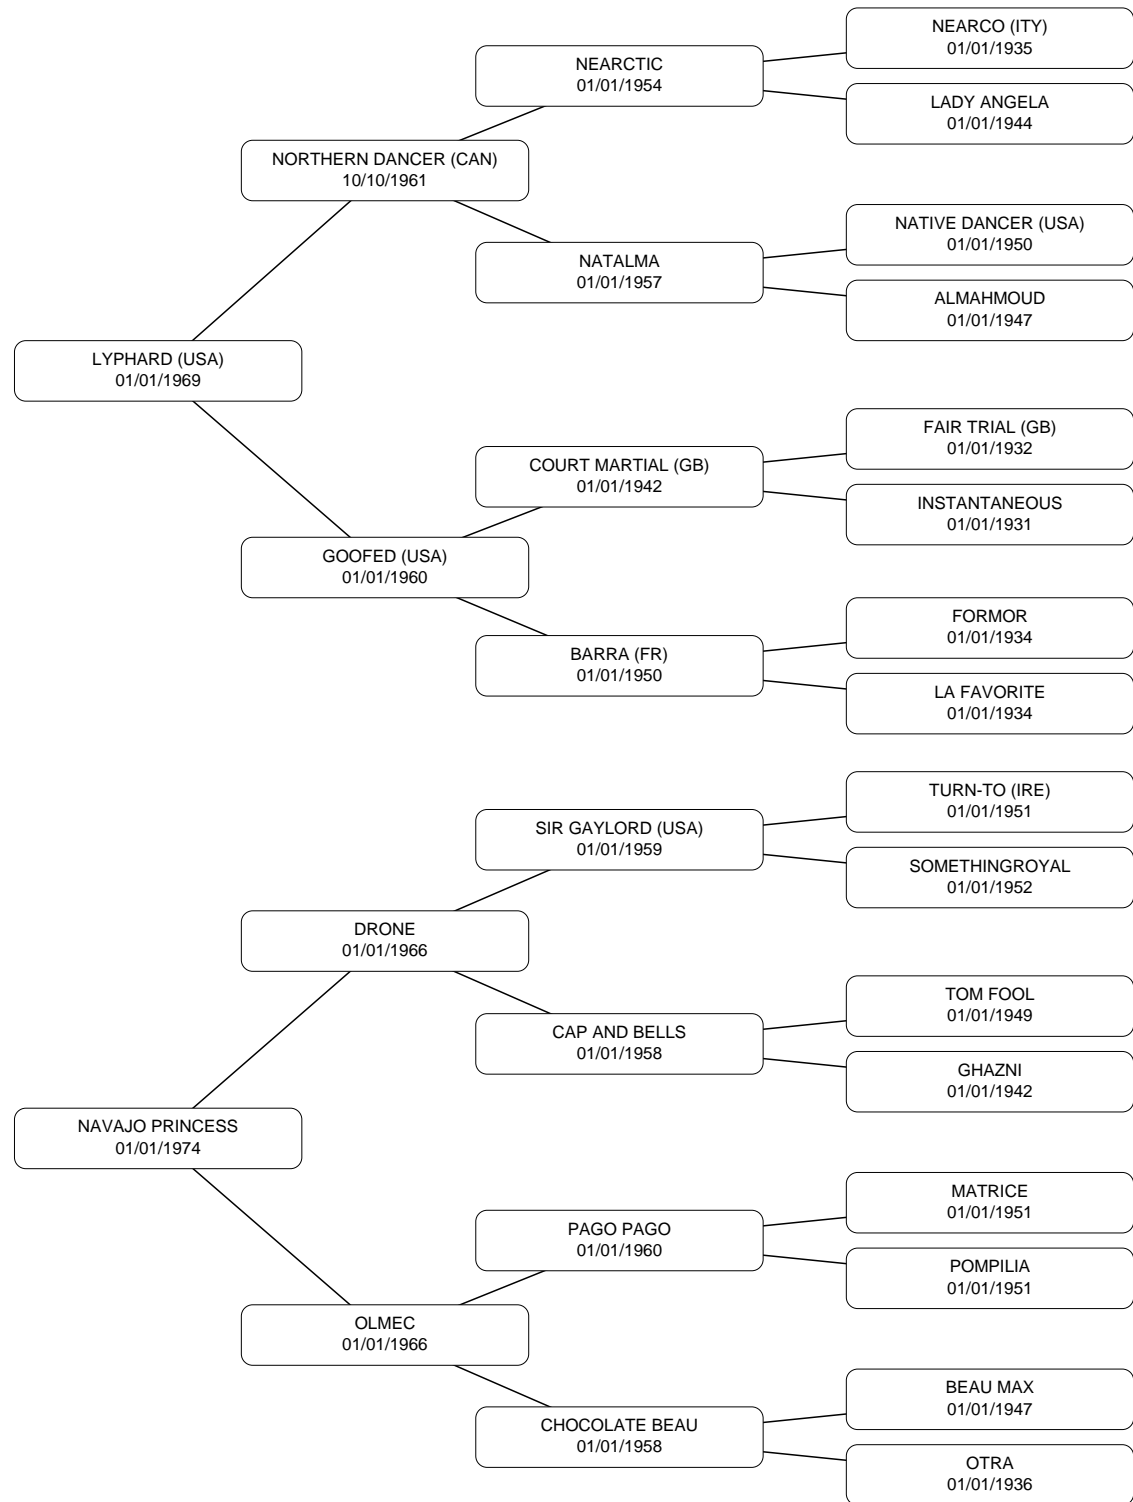 NEARCO (ITY)
01/01/1935
NEARCTIC
01/01/1954
LADY ANGELA
01/01/1944
NORTHERN DANCER (CAN)
10/10/1961
NATIVE DANCER (USA)
01/01/1950
NATALMA
01/01/1957
ALMAHMOUD
01/01/1947
LYPHARD (USA)
01/01/1969
FAIR TRIAL (GB)
01/01/1932
COURT MARTIAL (GB)
01/01/1942
INSTANTANEOUS
01/01/1931
GOOFED (USA)
01/01/1960
FORMOR
01/01/1934
BARRA (FR)
01/01/1950
LA FAVORITE
01/01/1934
TURN-TO (IRE)
01/01/1951
SIR GAYLORD (USA)
01/01/1959
SOMETHINGROYAL
01/01/1952
DRONE
01/01/1966
TOM FOOL
01/01/1949
CAP AND BELLS
01/01/1958
GHAZNI
01/01/1942
NAVAJO PRINCESS
01/01/1974
MATRICE
01/01/1951
PAGO PAGO
01/01/1960
POMPILIA
01/01/1951
OLMEC
01/01/1966
BEAU MAX
01/01/1947
CHOCOLATE BEAU
01/01/1958
OTRA
01/01/1936